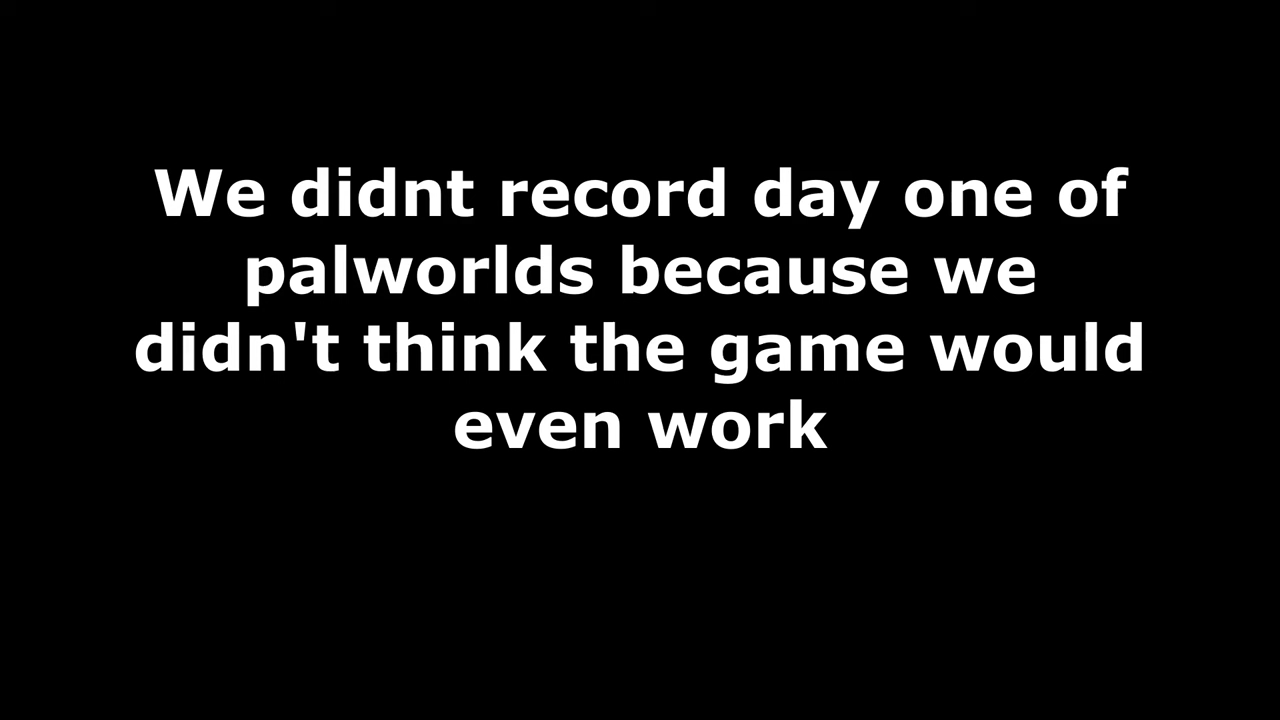 We didnt record day one of
palworlds because we
didn't think the game would
even work